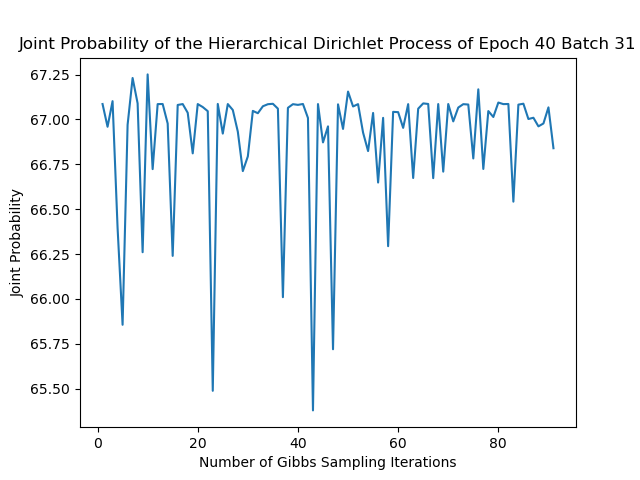 Joint Probability of the Hierarchical Dirichlet Process of Epoch 40 Batch 31
67.25
67.00
66.75
66.50
66.25
66.00
65.75
65.50
Joint Probability
0 20 40 60 80
Number of Gibbs Sampling Iterations